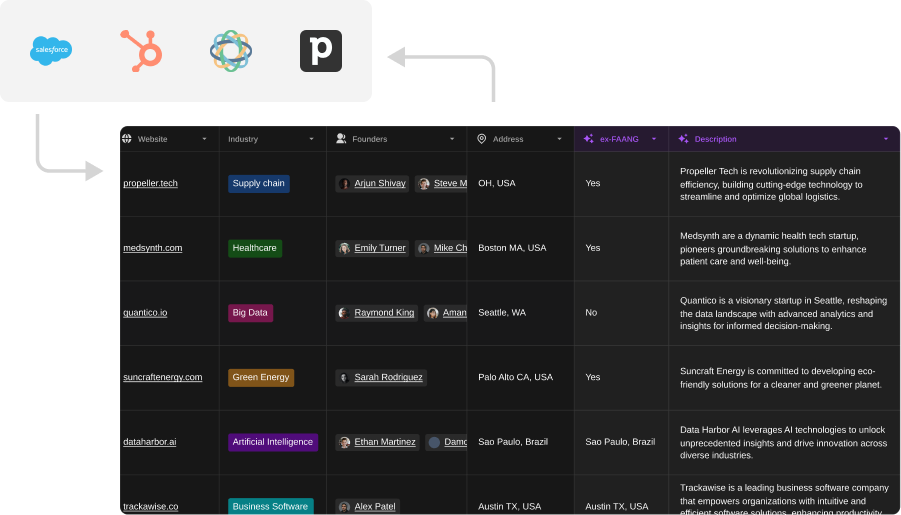 salesforce
p
Website Industry Founders Address ex-FAANG Description
propeller.tech Supply chain Arjun Shivay Steve M OH, USA Yes
Propeller Tech is revolutionizing supply chain
efficiency, building cutting-edge technology to
streamline and optimize global logistics.
medsynth.com Healthcare Emily Turner Mike Ch Boston MA, USA Yes
Medsynth are a dynamic health tech startup,
pioneers groundbreaking solutions to enhance
patient care and well-being.
quantico.io Big Data Raymond King Aman Seattle, WA No
Quantico is a visionary startup in Seattle, reshaping
the data landscape with advanced analytics and
insights for informed decision-making.
suncraftenergy.com Green Energy Sarah Rodriguez Palo Alto CA, USA Yes
Suncraft Energy is committed to developing eco-
friendly solutions for a cleaner and greener planet.
dataharbor.ai Artificial Intelligence Ethan Martinez Damo Sao Paulo, Brazil Sao Paulo, Brazil
Data Harbor AI leverages AI technologies to unlock
unprecedented insights and drive innovation across
diverse industries.
trackawise.co Business Software Alex Patel Austin TX, USA Austin TX, USA
Trackawise is a leading business software company
that empowers organizations with intuitive and
efficient software solutions, enhancing productivity